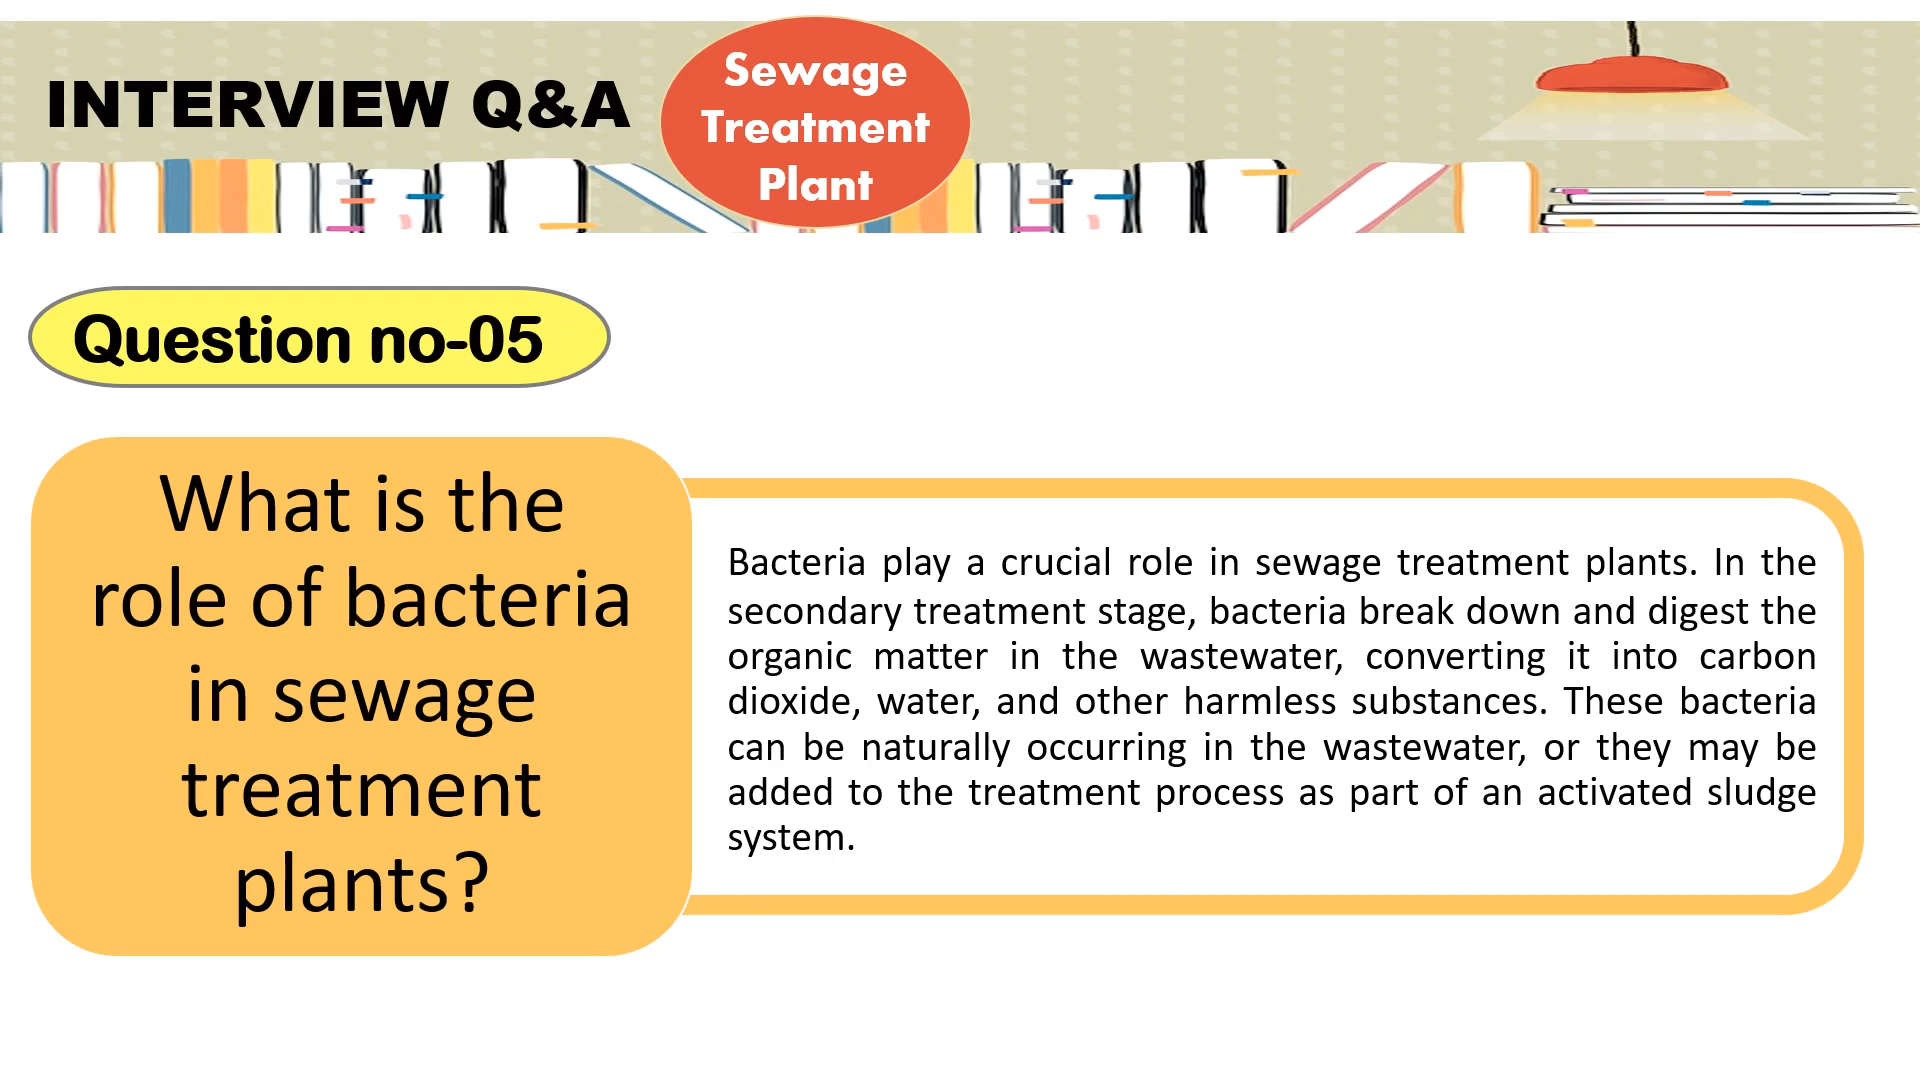 INTERVIEW Q&A
Sewage
Treatment
Plant
Question no-05
What is the
role of bacteria
in sewage
treatment
plants?
Bacteria play a crucial role in sewage treatment plants. In the
secondary treatment stage, bacteria break down and digest the
organic matter in the wastewater, converting it into carbon
dioxide, water, and other harmless substances. These bacteria
can be naturally occurring in the wastewater, or they may be
added to the treatment process as part of an activated sludge
system.